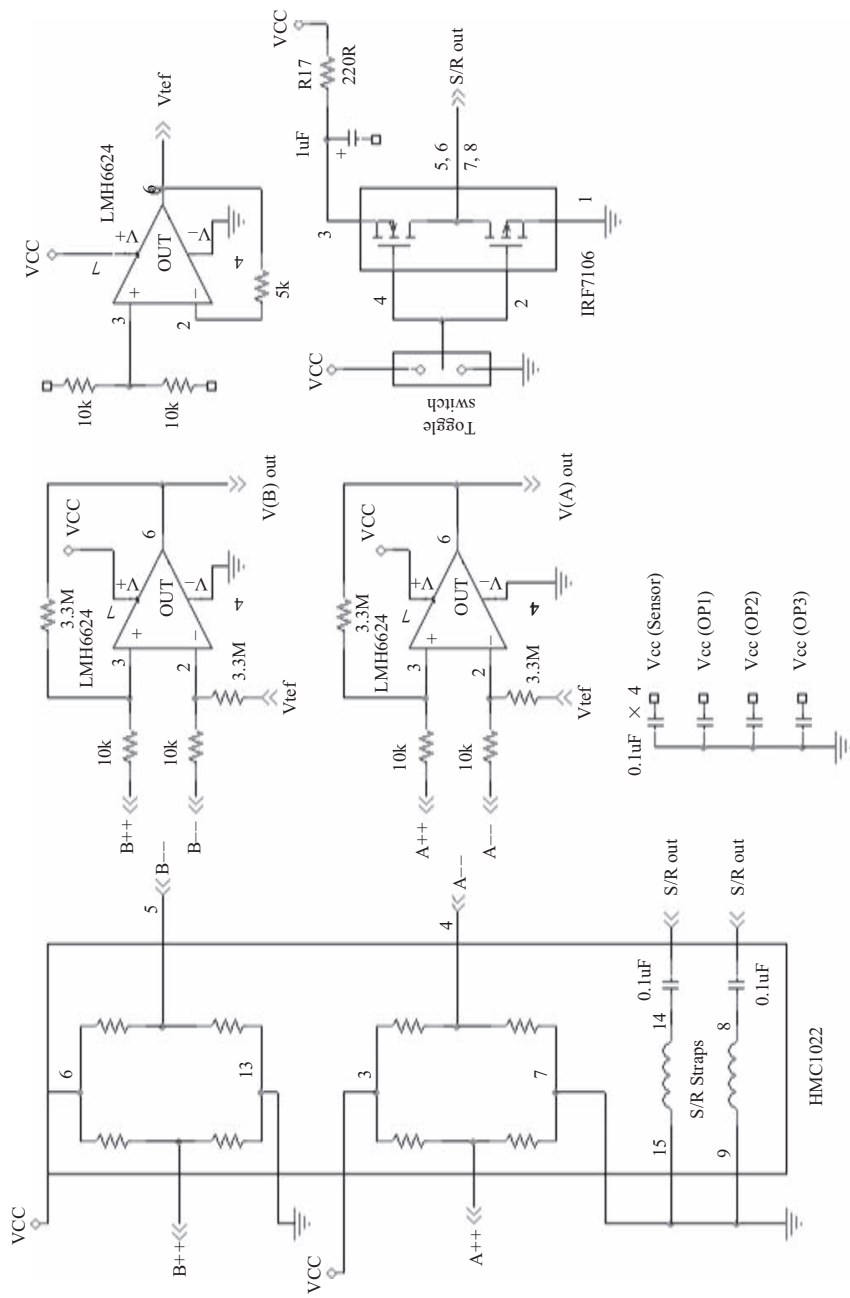 VCC
B++
6
13
5
B−−
VCC
A++
3
7
4
A−−
15
14
0.1uF
S/R out
S/R Straps
9
8
0.1uF
S/R out
HMC1022
B++
10k
3
3.3M
LMH6624
VCC
7
V+
+
OUT
−
V−
4
6
B−−
10k
2
3.3M
Vtef
V(B) out
A++
10k
3
3.3M
LMH6624
VCC
7
V+
+
OUT
−
V−
4
6
A−−
10k
2
3.3M
Vtef
V(A) out
0.1uF × 4
Vcc (Sensor)
Vcc (OP1)
Vcc (OP2)
Vcc (OP3)
10k
10k
3
2
VCC
7
V+
+
OUT
−
V−
4
6
LMH6624
Vtef
5k
VCC
Toggle
switch
4
2
3
1uF
+
R17
220R
VCC
5, 6
7, 8
S/R out
1
IRF7106